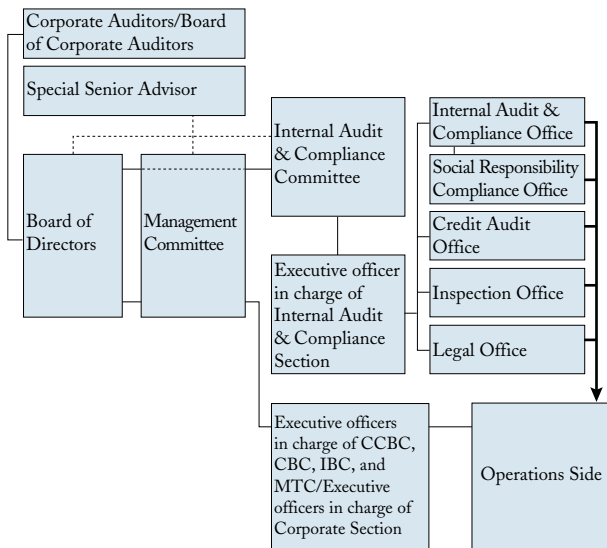 Corporate Auditors/Board
of Corporate Auditors
Special Senior Advisor
Board of
Directors
Management
Committee
Internal Audit
& Compliance
Committee
Executive officer
in charge of
Internal Audit
& Compliance
Section
Internal Audit &
Compliance Office
Social Responsibility
Compliance Office
Credit Audit
Office
Inspection Office
Legal Office
Executive officers
in charge of CCBC,
CBC, IBC, and
MTC/Executive
officers in charge of
Corporate Section
Operations Side